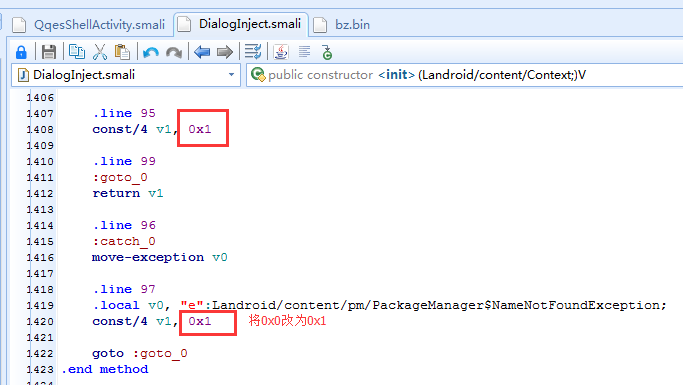 QqesShellActivity.smali DialogInject.smali bz.bin
DialogInject.smali public constructor <init> (Landroid/content/Context;)V
1406
1407 .line 95
1408 const/4 v1, 0x1
1409
1410 .line 99
1411 :goto_0
1412 return v1
1413
1414 .line 96
1415 :catch_0
1416 move-exception v0
1417
1418 .line 97
1419 .local v0, "e":Landroid/content/pm/PackageManager$NameNotFoundException;
1420 const/4 v1, 0x1 将0x0改为0x1
1421
1422 goto :goto_0
1423 .end method
1424